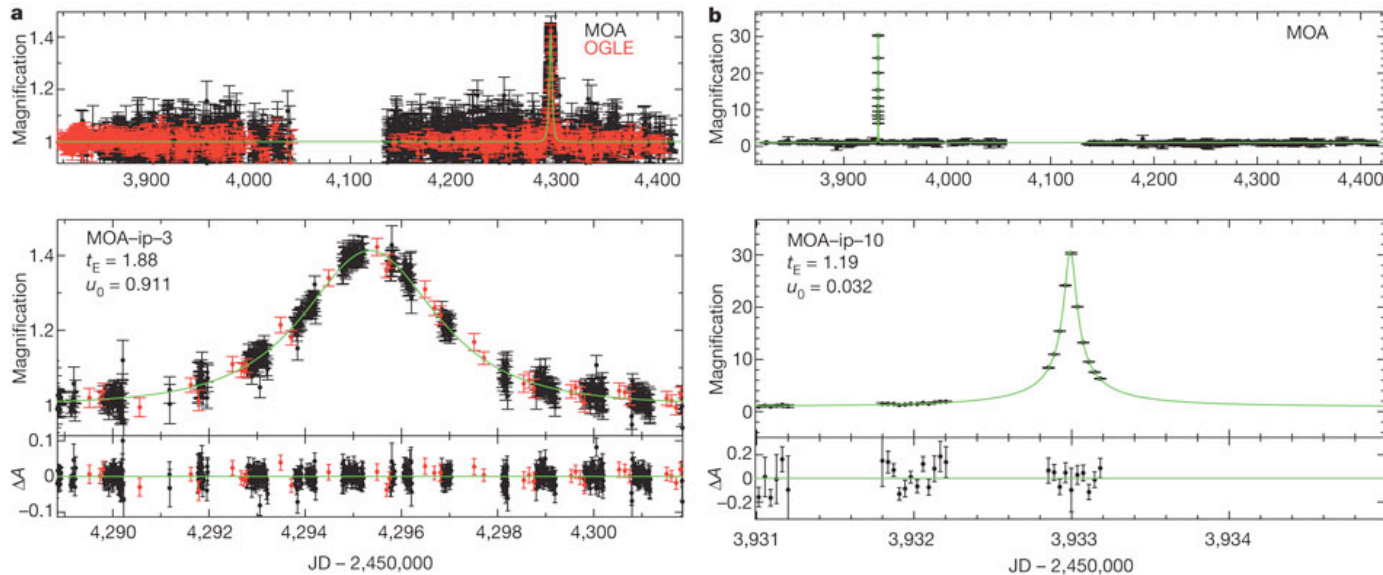 a
Magnification
1.4
1.2
1
MOA
OGLE
3,900
4,000
4,100
4,200
4,300
4,400
Magnification
1.4
1.2
1.0
MOA–ip–3
tE = 1.88
u0 = 0.911
ΔA
0.1
0
–0.1
4,290
4,292
4,294
4,296
4,298
4,300
JD – 2,450,000
b
Magnification
30
20
10
0
MOA
3,900
4,000
4,100
4,200
4,300
4,400
Magnification
30
20
10
0
MOA–ip–10
tE = 1.19
u0 = 0.032
ΔA
0.2
0
–0.2
3,931
3,932
3,933
3,934
JD – 2,450,000